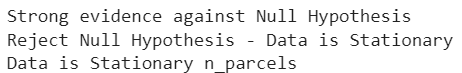 Strong evidence against Null Hypothesis
Reject Null Hypothesis - Data is Stationary
Data is Stationary n_parcels